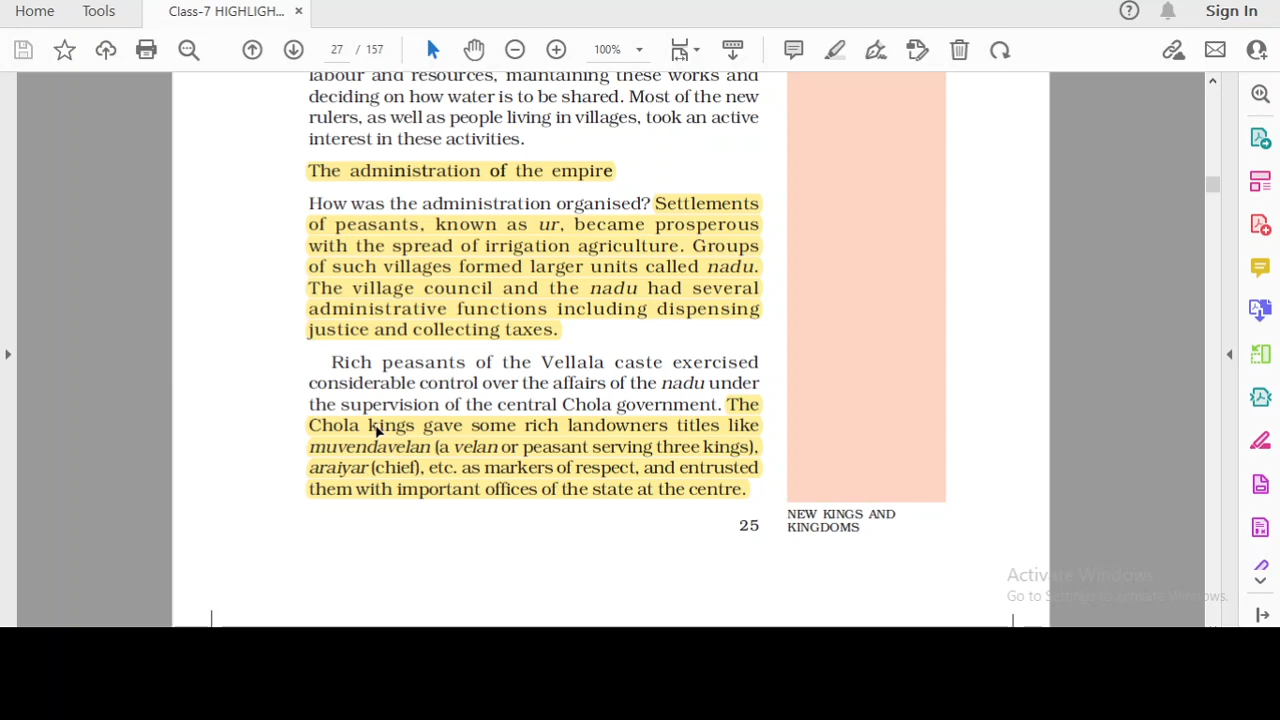 Home Tools Class-7 HIGHLIGH... × Sign In
27 / 157 100%
labour and resources, maintaining these works and
deciding on how water is to be shared. Most of the new
rulers, as well as people living in villages, took an active
interest in these activities.
The administration of the empire
How was the administration organised? Settlements
of peasants, known as ur, became prosperous
with the spread of irrigation agriculture. Groups
of such villages formed larger units called nadu.
The village council and the nadu had several
administrative functions including dispensing
justice and collecting taxes.
Rich peasants of the Vellala caste exercised
considerable control over the affairs of the nadu under
the supervision of the central Chola government. The
Chola kings gave some rich landowners titles like
muvendavelan (a velan or peasant serving three kings),
araiyar (chief), etc. as markers of respect, and entrusted
them with important offices of the state at the centre.
25
NEW KINGS AND
KINGDOMS
Activate Windows
Go to Settings to activate Windows.